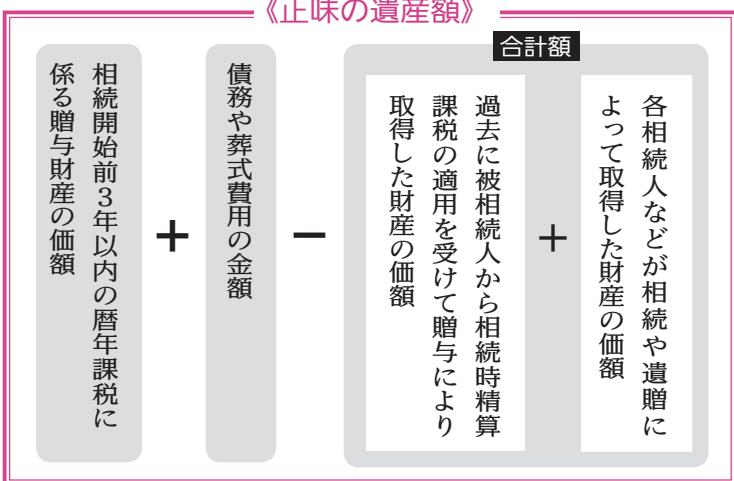 《正味の遺産額》
合計額
各相続人などが相続や遺贈に
よって取得した財産の価額
＋
過去に被相続人から相続時精算
課税の適用を受けて贈与により
取得した財産の価額
－
債務や葬式費用の金額
＋
相続開始前３年以内の暦年課税に
係る贈与財産の価額